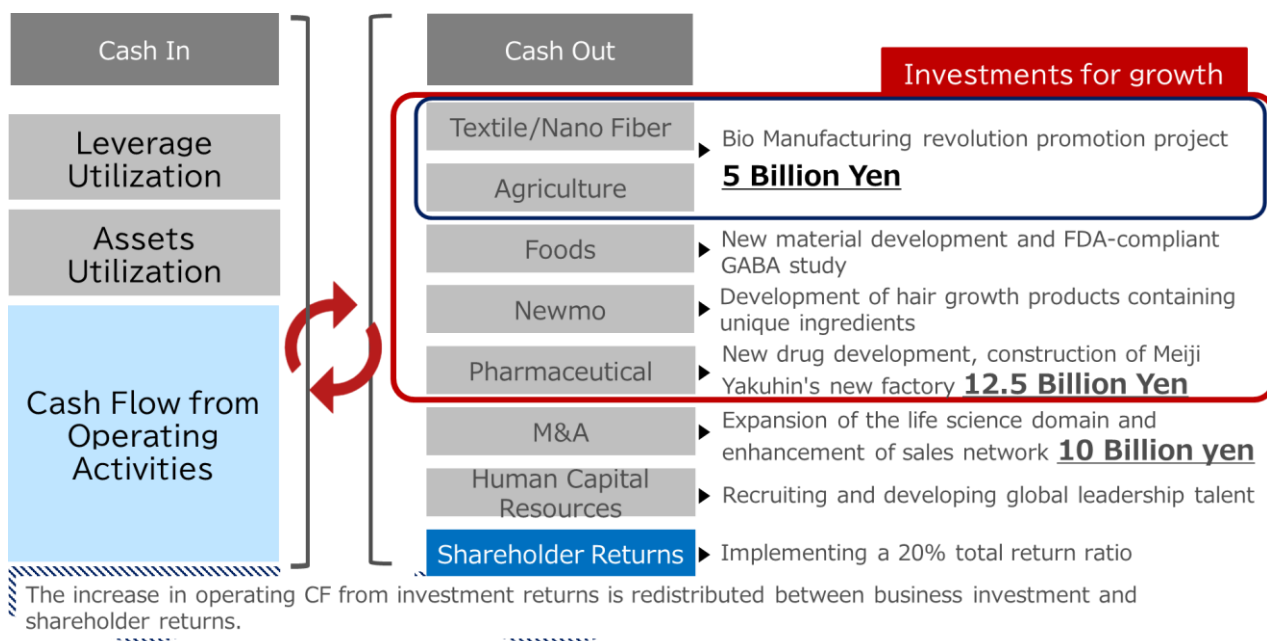 Cash In
Leverage
Utilization
Assets
Utilization
Cash Flow from
Operating
Activities
Cash Out
Investments for growth
Textile/Nano Fiber
Agriculture
Bio Manufacturing revolution promotion project
5 Billion Yen
Foods
New material development and FDA-compliant
GABA study
Newmo
Development of hair growth products containing
unique ingredients
Pharmaceutical
New drug development, construction of Meiji
Yakuhin's new factory 12.5 Billion Yen
M&A
Expansion of the life science domain and
enhancement of sales network 10 Billion yen
Human Capital
Resources
Recruiting and developing global leadership talent
Shareholder Returns
Implementing a 20% total return ratio
The increase in operating CF from investment returns is redistributed between business investment and
shareholder returns.